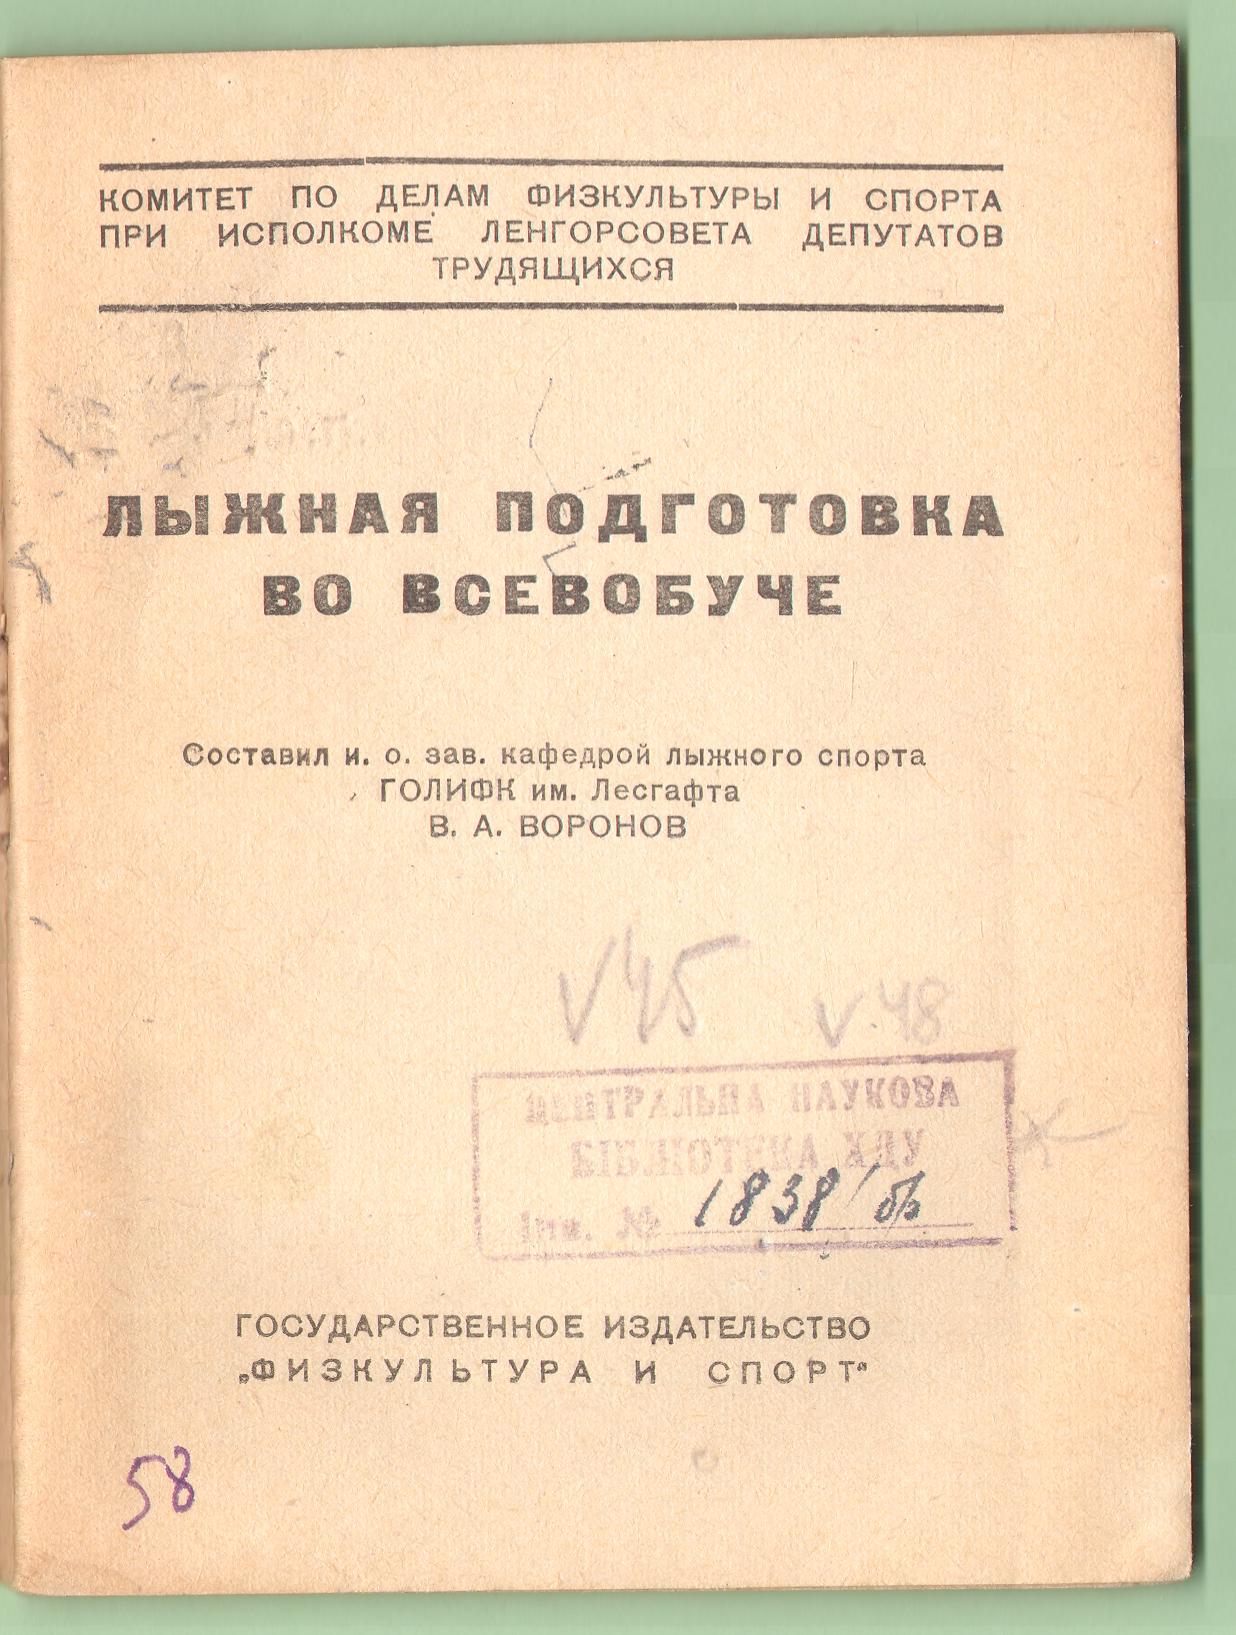 КОМИТЕТ ПО ДЕЛАМ ФИЗКУЛЬТУРЫ И СПОРТА
ПРИ ИСПОЛКОМЕ ЛЕНГОРСОВЕТА ДЕПУТАТОВ
ТРУДЯЩИХСЯ
ЛЫЖНАЯ ПОДГОТОВКА
ВО ВСЕВОБУЧЕ
Составил и. о. зав. кафедрой лыжного спорта
ГОЛИФК им. Лесгафта
В. А. ВОРОНОВ
V45 V.48
ЦЕНТРАЛЬНА НАУКОВА
БІБЛІОТЕКА ХДУ
Інв. № 1838
ГОСУДАРСТВЕННОЕ ИЗДАТЕЛЬСТВО
„ФИЗКУЛЬТУРА И СПОРТ“
58